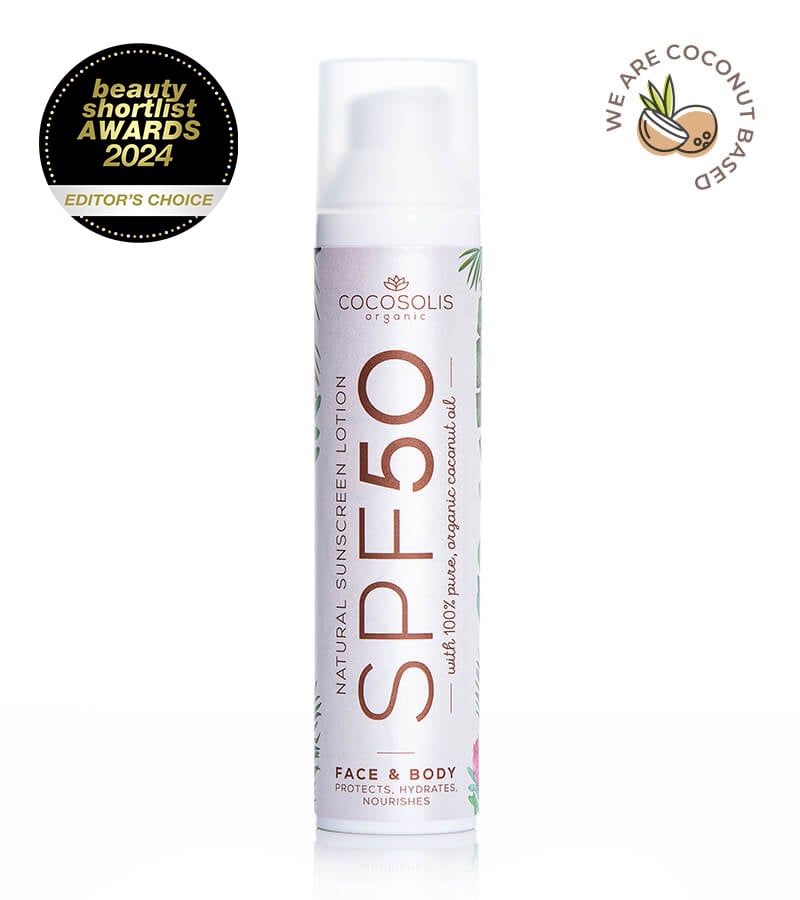 beauty
shortlist
AWARDS
2024
EDITOR'S CHOICE
WE ARE COCONUT BASED
COCOSOLIS
organic
NATURAL SUNSCREEN LOTION
SPF50
with 100% pure, organic coconut oil
FACE & BODY
PROTECTS, HYDRATES,
NOURISHES